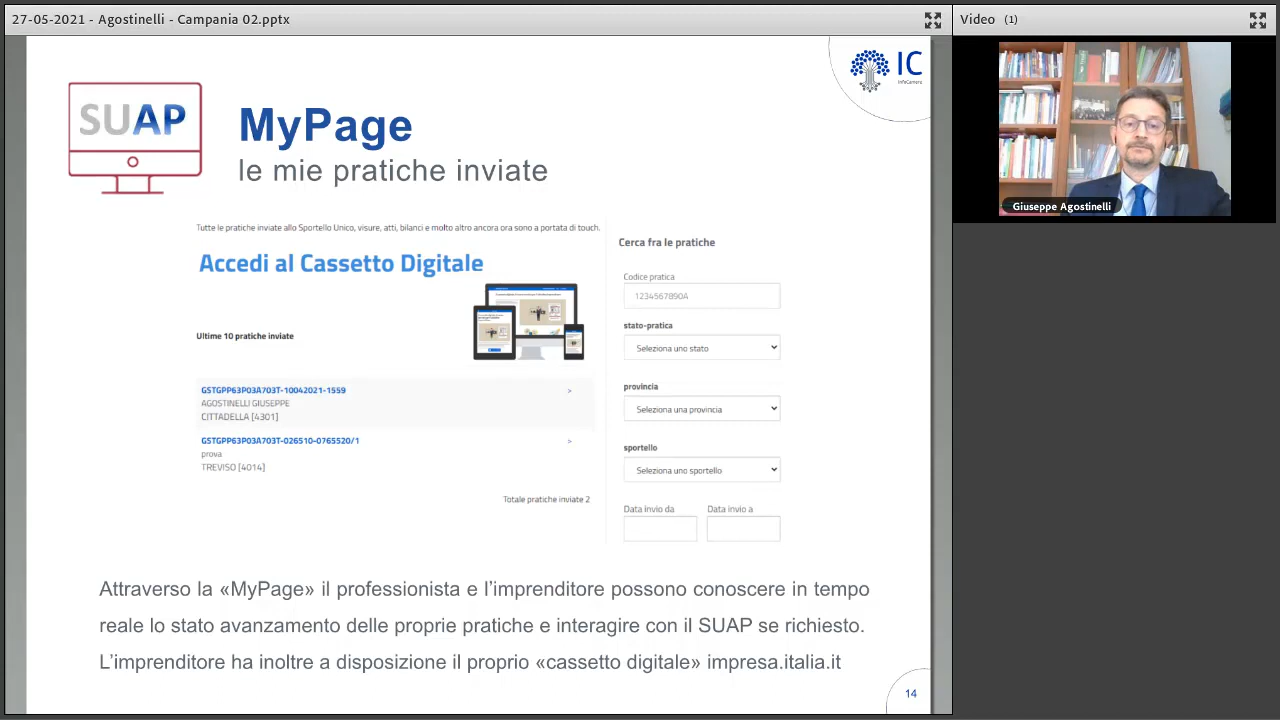 27-05-2021 - Agostinelli - Campania 02.pptx
Video (1)
IC
InfoCamere
SUAP
MyPage
le mie pratiche inviate
Giuseppe Agostinelli
Tutte le pratiche inviate allo Sportello Unico, visure, atti, bilanci e molto altro ancora ora sono a portata di touch.
Accedi al Cassetto Digitale
Ultime 10 pratiche inviate
GSTGPP63P03A703T-10042021-1559 >
AGOSTINELLI GIUSEPPE
CITTADELLA [4301]
GSTGPP63P03A703T-026510-0765520/1 >
prova
TREVISO [4014]
Totale pratiche inviate 2
Cerca fra le pratiche
Codice pratica
1234567890A
stato-pratica
Seleziona uno stato
provincia
Seleziona una provincia
sportello
Seleziona uno sportello
Data invio da Data invio a
Attraverso la «MyPage» il professionista e l’imprenditore possono conoscere in tempo
reale lo stato avanzamento delle proprie pratiche e interagire con il SUAP se richiesto.
L’imprenditore ha inoltre a disposizione il proprio «cassetto digitale» impresa.italia.it
14